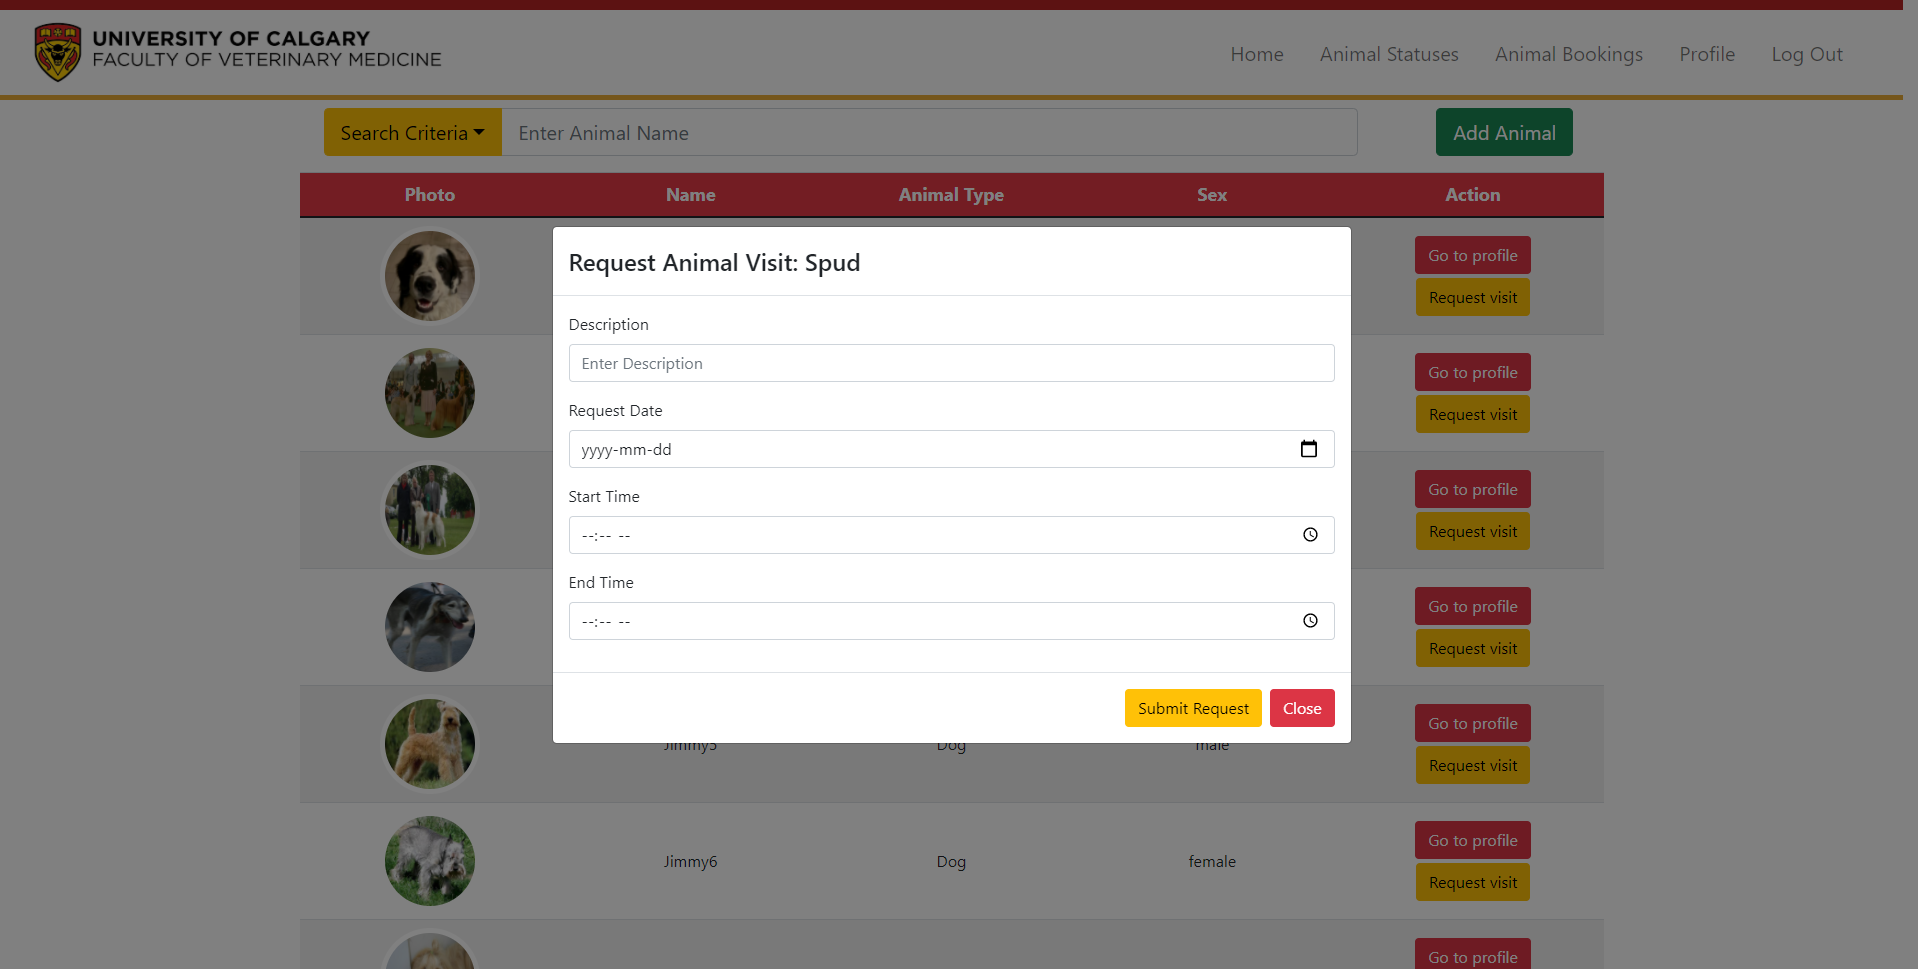 UNIVERSITY OF CALGARY
FACULTY OF VETERINARY MEDICINE
Home Animal Statuses Animal Bookings Profile Log Out
Search Criteria Enter Animal Name Add Animal
Photo Name Animal Type Sex Action
Go to profile
Request visit
Request Animal Visit: Spud
Description
Enter Description
Go to profile
Request Date
Request visit
yyyy-mm-dd
Start Time
Go to profile
--:-- --
Request visit
End Time
Go to profile
--:-- --
Request visit
Submit Request Close
Go to profile
Jimmy5 Dog male
Request visit
Go to profile
Jimmy6 Dog female
Request visit
Go to profile